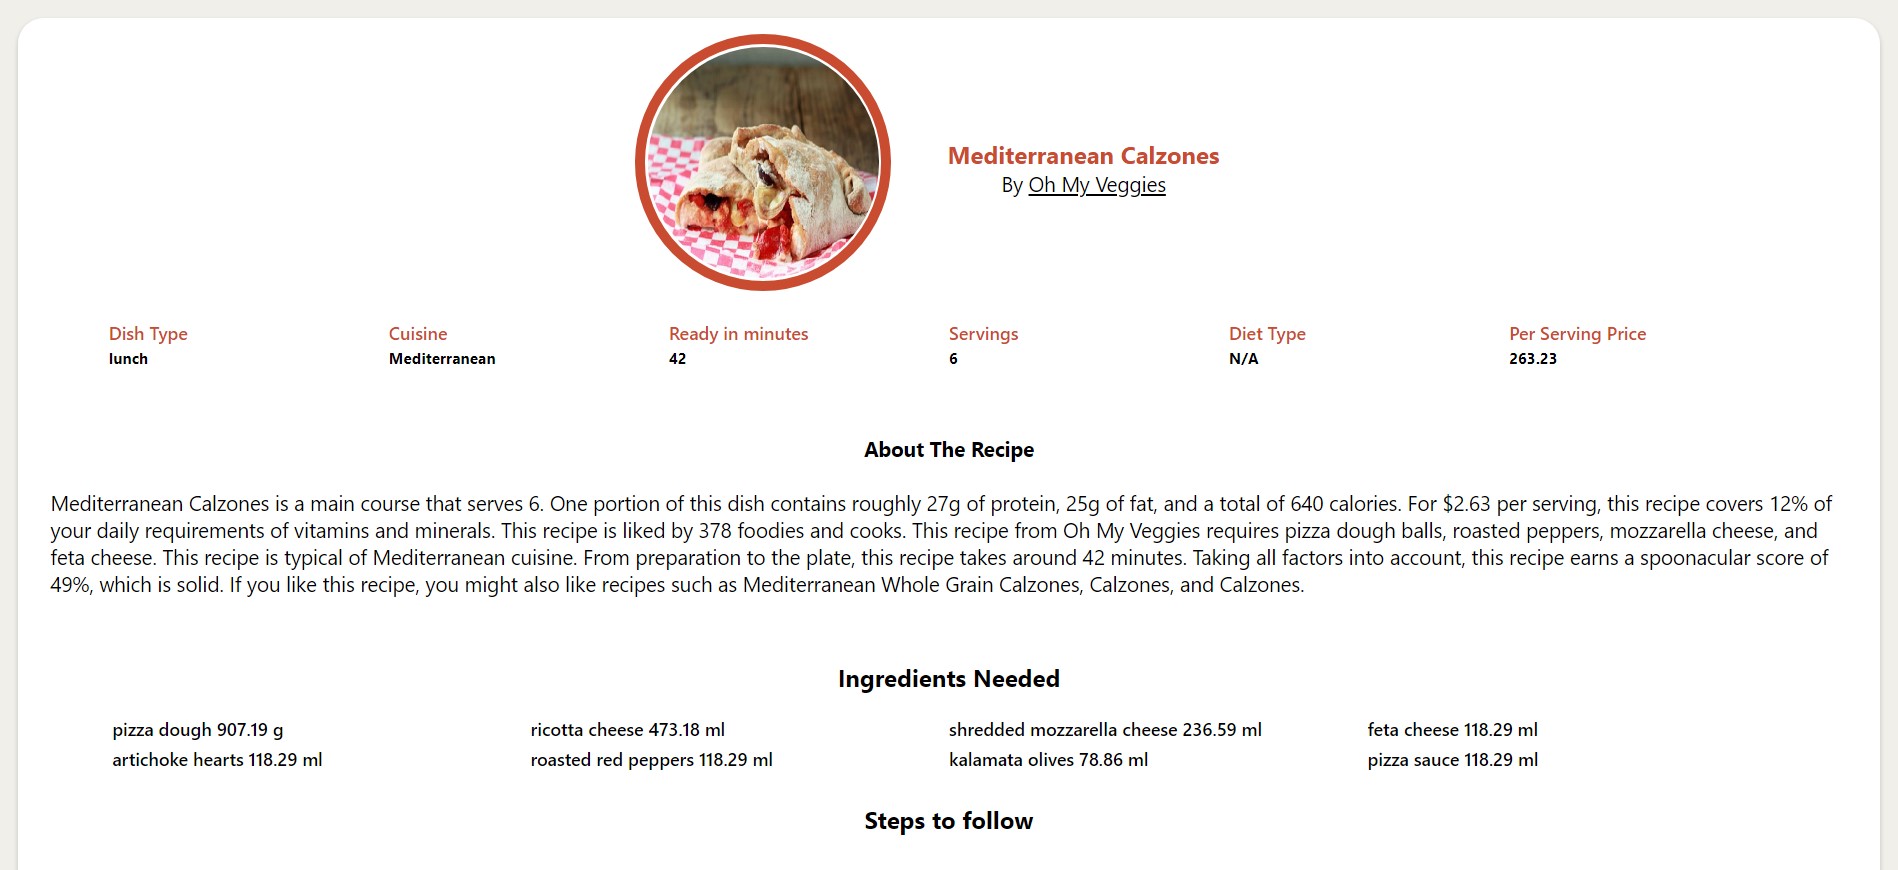 Mediterranean Calzones
By Oh My Veggies
Dish Type
lunch
Cuisine
Mediterranean
Ready in minutes
42
Servings
6
Diet Type
N/A
Per Serving Price
263.23
About The Recipe
Mediterranean Calzones is a main course that serves 6. One portion of this dish contains roughly 27g of protein, 25g of fat, and a total of 640 calories. For $2.63 per serving, this recipe covers 12% of
your daily requirements of vitamins and minerals. This recipe is liked by 378 foodies and cooks. This recipe from Oh My Veggies requires pizza dough balls, roasted peppers, mozzarella cheese, and
feta cheese. This recipe is typical of Mediterranean cuisine. From preparation to the plate, this recipe takes around 42 minutes. Taking all factors into account, this recipe earns a spoonacular score of
49%, which is solid. If you like this recipe, you might also like recipes such as Mediterranean Whole Grain Calzones, Calzones, and Calzones.
Ingredients Needed
pizza dough 907.19 g
ricotta cheese 473.18 ml
shredded mozzarella cheese 236.59 ml
feta cheese 118.29 ml
artichoke hearts 118.29 ml
roasted red peppers 118.29 ml
kalamata olives 78.86 ml
pizza sauce 118.29 ml
Steps to follow